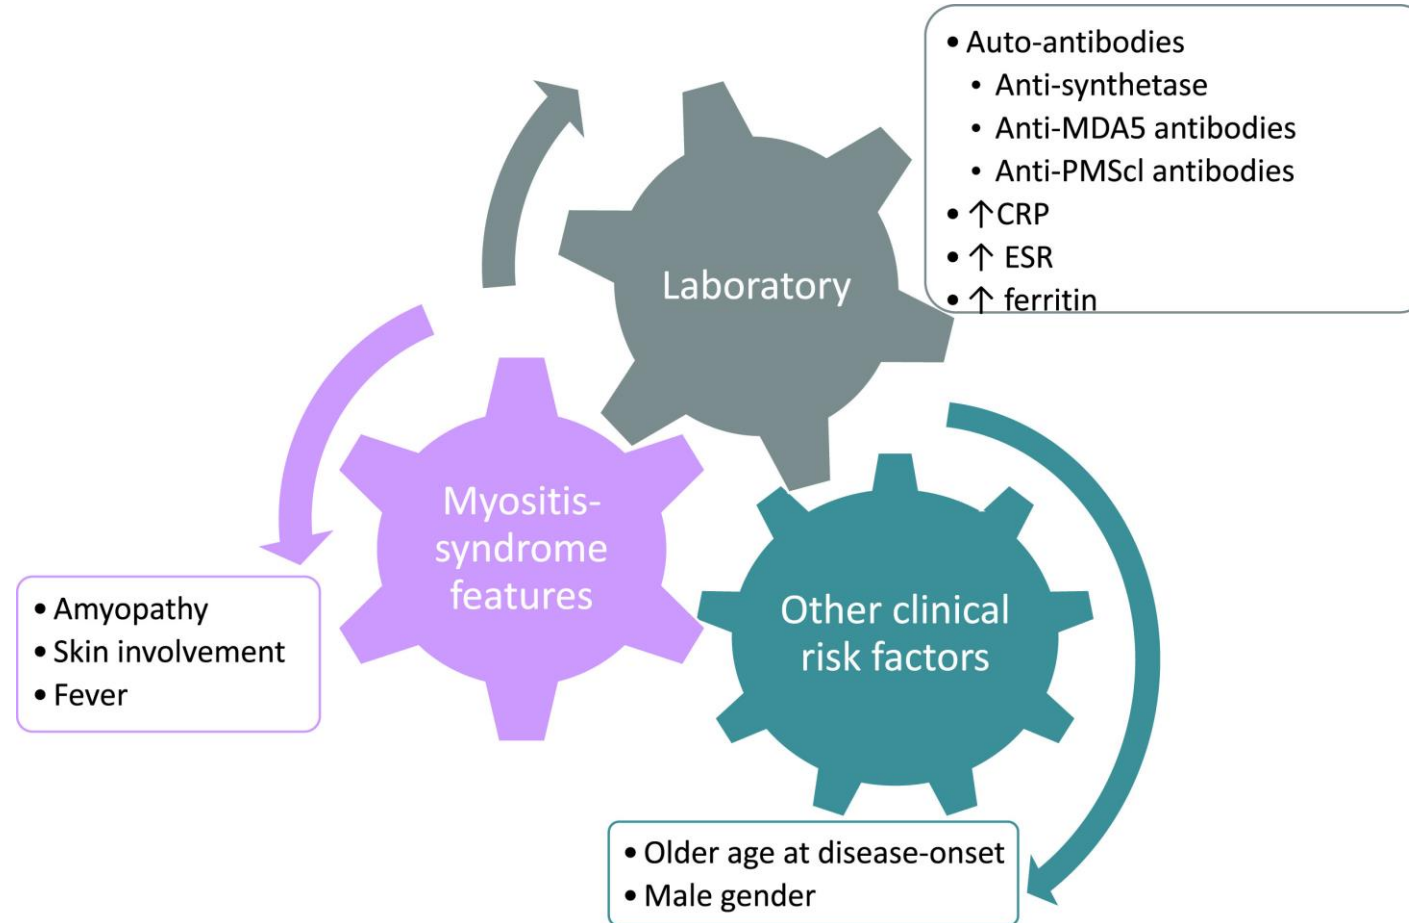 • Auto-antibodies
• Anti-synthetase
• Anti-MDA5 antibodies
• Anti-PMScl antibodies
• ↑CRP
• ↑ ESR
• ↑ ferritin
Laboratory
Myositis-
syndrome
features
• Amyopathy
• Skin involvement
• Fever
Other clinical
risk factors
• Older age at disease-onset
• Male gender